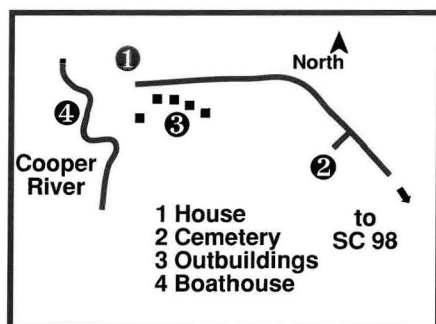 North
1
4
3
2
Cooper
River
1 House
2 Cemetery
3 Outbuildings
4 Boathouse
to
SC 98